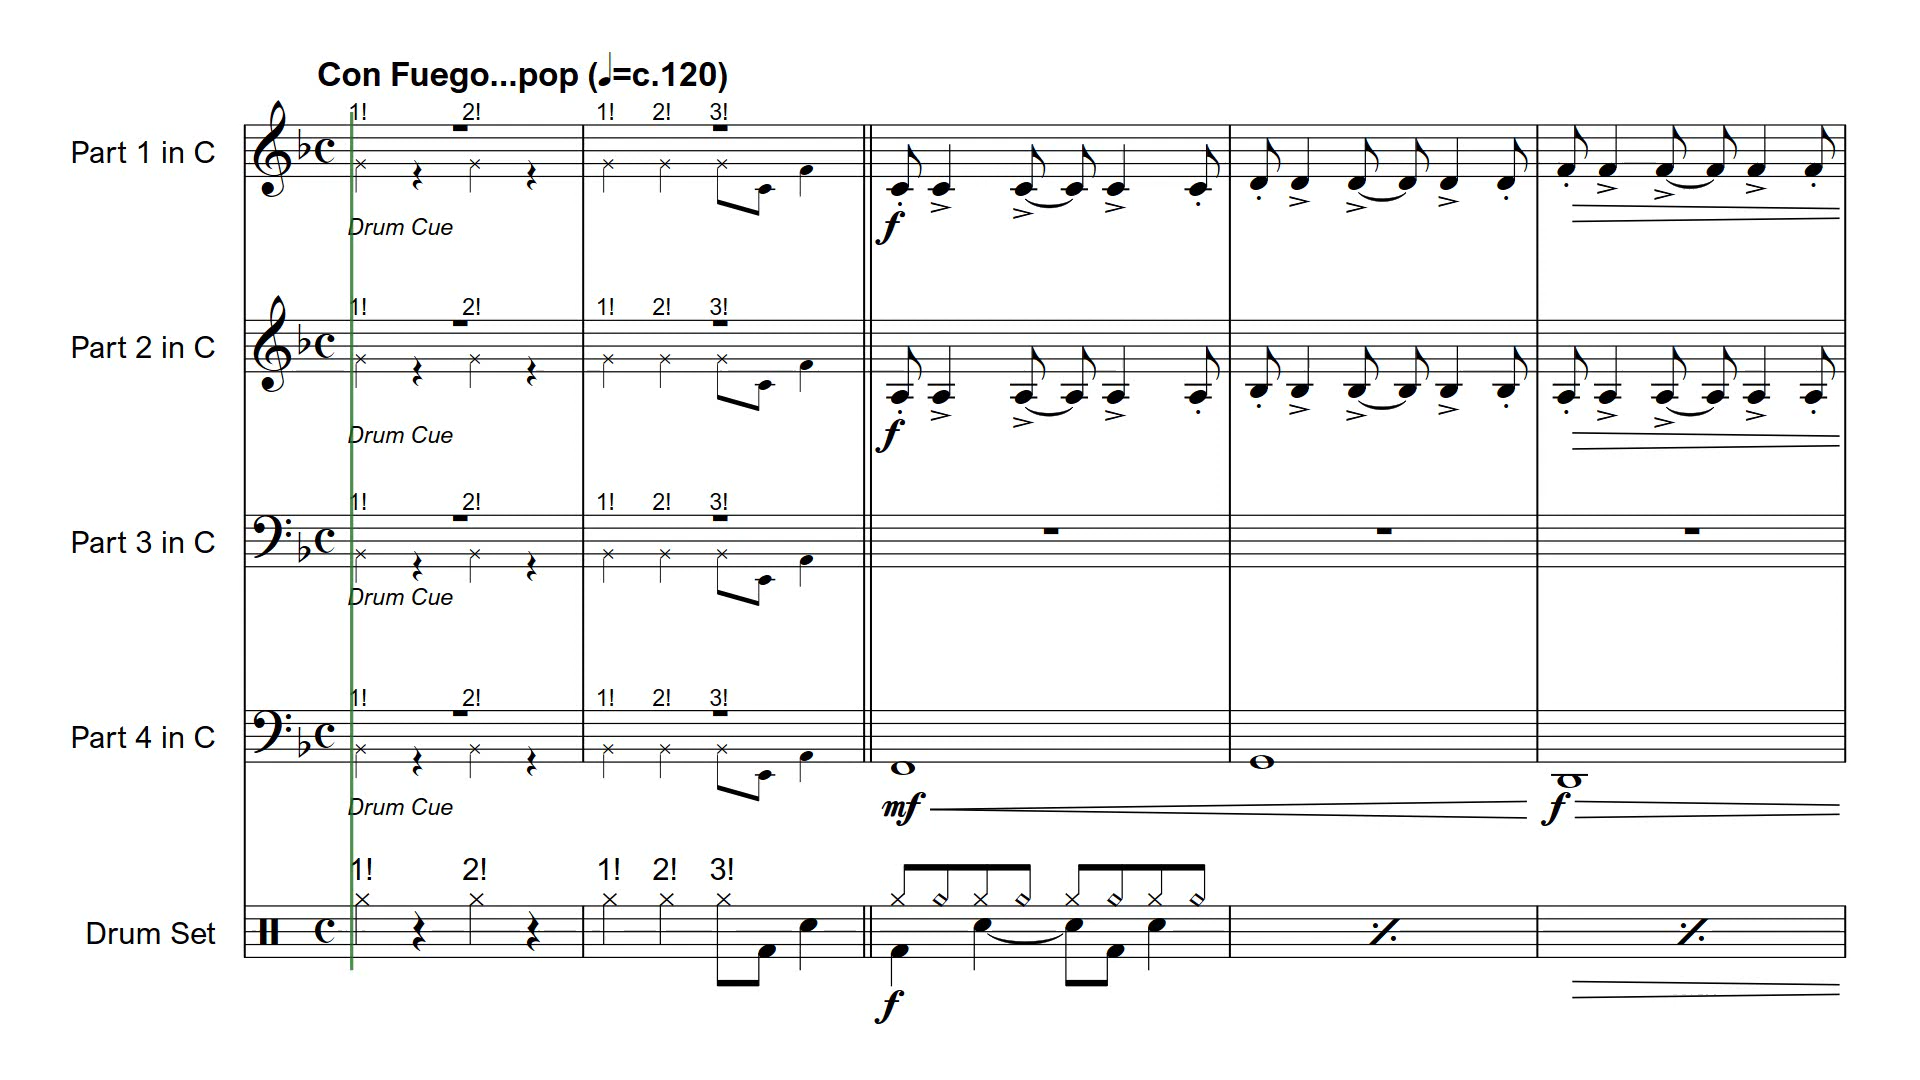 Con Fuego...pop (♩=c.120)
1! 2! 1! 2! 3!
Part 1 in C
Drum Cue
f
1! 2! 1! 2! 3!
Part 2 in C
Drum Cue
f
1! 2! 1! 2! 3!
Part 3 in C
Drum Cue
1! 2! 1! 2! 3!
Part 4 in C
Drum Cue
mf f
1! 2! 1! 2! 3!
Drum Set
f